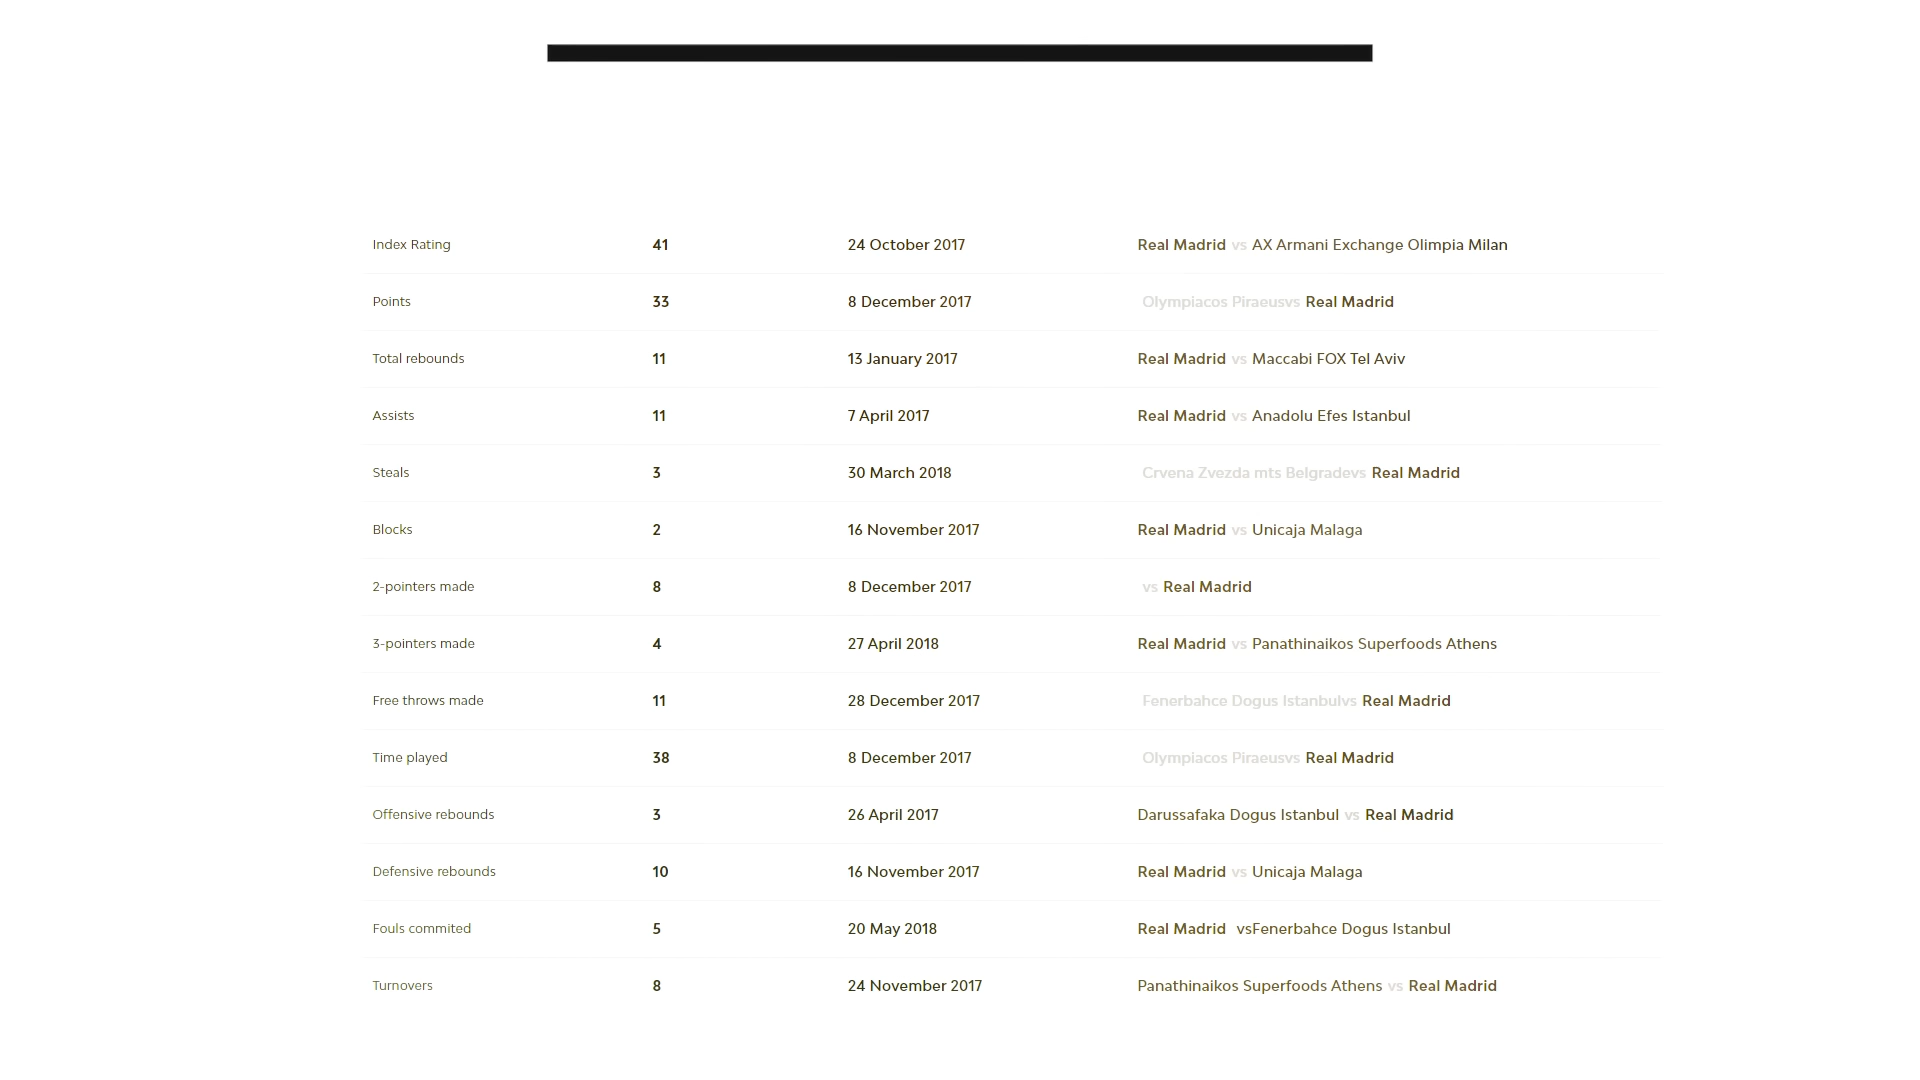 Index Rating 41 24 October 2017 Real Madrid vs AX Armani Exchange Olimpia Milan
Points 33 8 December 2017 Olympiacos Piraeusvs Real Madrid
Total rebounds 11 13 January 2017 Real Madrid vs Maccabi FOX Tel Aviv
Assists 11 7 April 2017 Real Madrid vs Anadolu Efes Istanbul
Steals 3 30 March 2018 Crvena Zvezda mts Belgradevs Real Madrid
Blocks 2 16 November 2017 Real Madrid vs Unicaja Malaga
2-pointers made 8 8 December 2017 vs Real Madrid
3-pointers made 4 27 April 2018 Real Madrid vs Panathinaikos Superfoods Athens
Free throws made 11 28 December 2017 Fenerbahce Dogus Istanbulvs Real Madrid
Time played 38 8 December 2017 Olympiacos Piraeusvs Real Madrid
Offensive rebounds 3 26 April 2017 Darussafaka Dogus Istanbul vs Real Madrid
Defensive rebounds 10 16 November 2017 Real Madrid vs Unicaja Malaga
Fouls commited 5 20 May 2018 Real Madrid vsFenerbahce Dogus Istanbul
Turnovers 8 24 November 2017 Panathinaikos Superfoods Athens vs Real Madrid